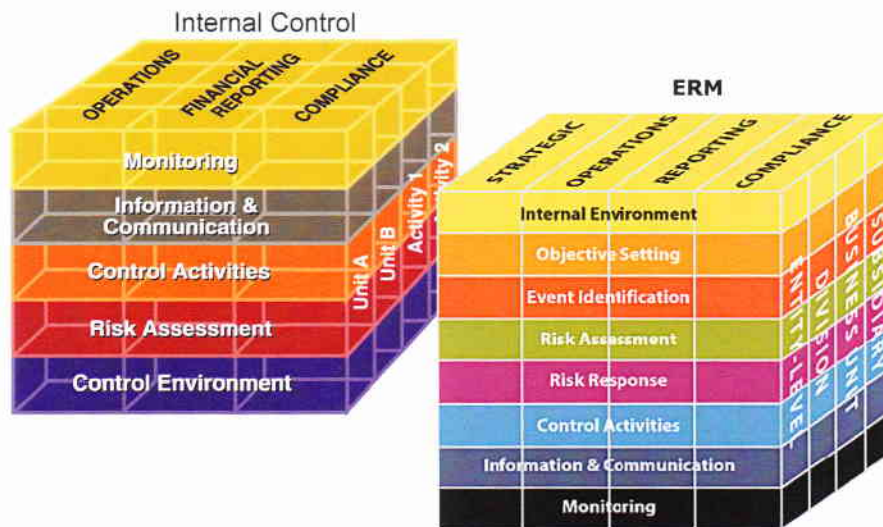 Internal Control
OPERATIONS
FINANCIAL
REPORTING
COMPLIANCE
Monitoring
Information &
Communication
Control Activities
Risk Assessment
Control Environment
Unit A
Unit B
Activity 1
Activity 2
ERM
STRATEGIC
OPERATIONS
REPORTING
COMPLIANCE
Internal Environment
Objective Setting
Event Identification
Risk Assessment
Risk Response
Control Activities
Information & Communication
Monitoring
ENTITY-LEVEL
DIVISION
BUSINESS UNIT
SUBSIDIARY